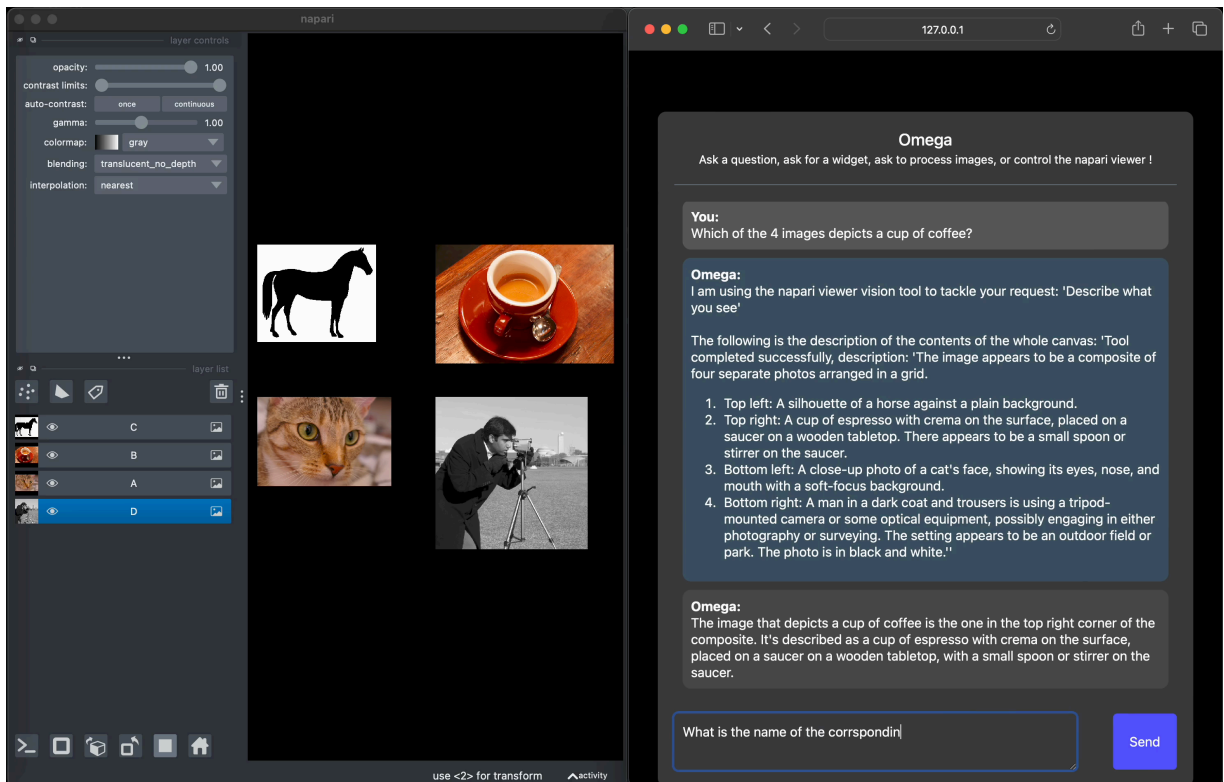 napari
layer controls
opacity: 1.00
contrast limits:
auto-contrast: once continuous
gamma: 1.00
colormap: gray
blending: translucent_no_depth
interpolation: nearest
layer list
C
B
A
D
use <2> for transform activity
127.0.0.1
Omega
Ask a question, ask for a widget, ask to process images, or control the napari viewer !
You:
Which of the 4 images depicts a cup of coffee?
Omega:
I am using the napari viewer vision tool to tackle your request: 'Describe what
you see'
The following is the description of the contents of the whole canvas: 'Tool
completed successfully, description: 'The image appears to be a composite of
four separate photos arranged in a grid.
1. Top left: A silhouette of a horse against a plain background.
2. Top right: A cup of espresso with crema on the surface, placed on a
saucer on a wooden tabletop. There appears to be a small spoon or
stirrer on the saucer.
3. Bottom left: A close-up photo of a cat's face, showing its eyes, nose, and
mouth with a soft-focus background.
4. Bottom right: A man in a dark coat and trousers is using a tripod-
mounted camera or some optical equipment, possibly engaging in either
photography or surveying. The setting appears to be an outdoor field or
park. The photo is in black and white.''
Omega:
The image that depicts a cup of coffee is the one in the top right corner of the
composite. It's described as a cup of espresso with crema on the surface,
placed on a saucer on a wooden tabletop, with a small spoon or stirrer on the
saucer.
What is the name of the corrspondin
Send